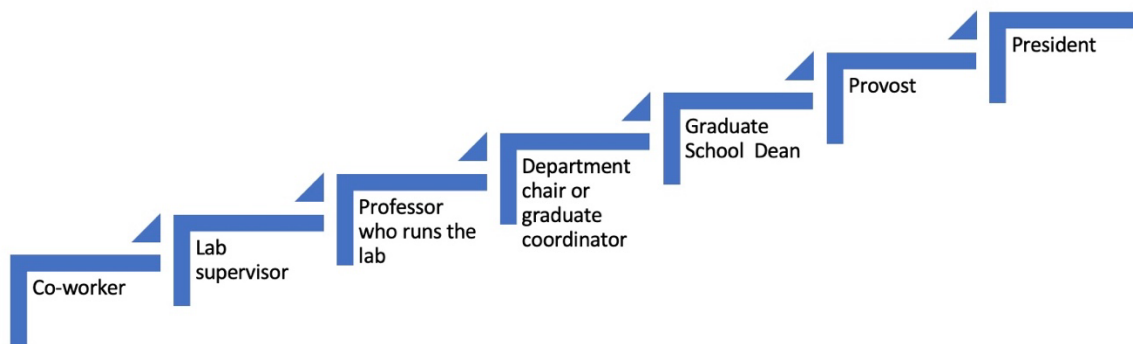 Co-worker
Lab
supervisor
Professor
who runs the
lab
Department
chair or
graduate
coordinator
Graduate
School Dean
Provost
President